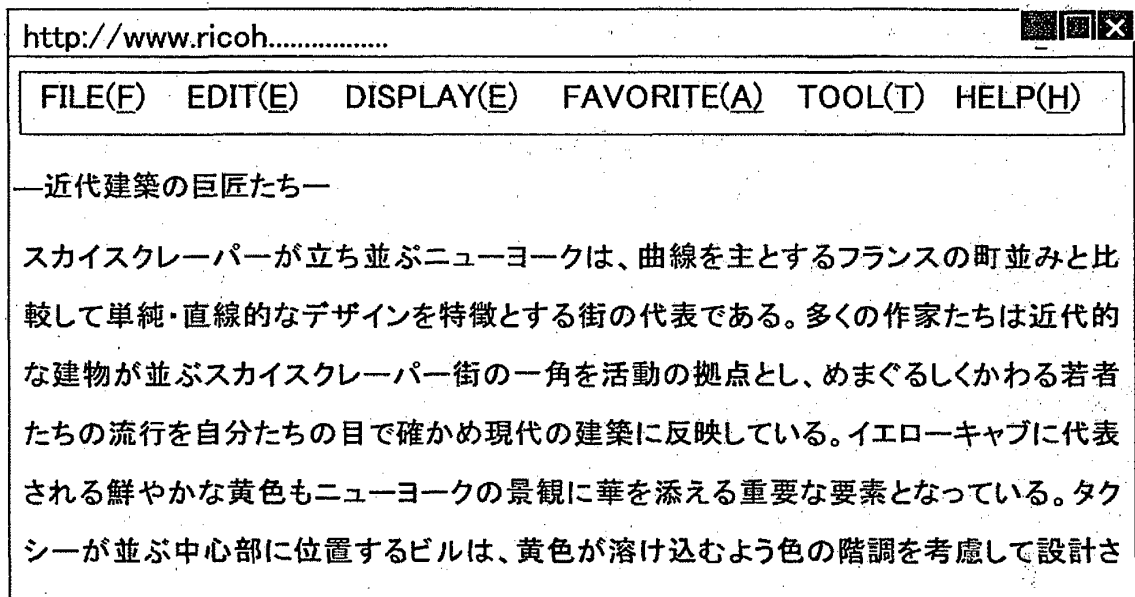 http://www.ricoh..................
FILE(F) EDIT(E) DISPLAY(E) FAVORITE(A) TOOL(T) HELP(H)
―近代建築の巨匠たち―
スカイスクレーパーが立ち並ぶニューヨークは、曲線を主とするフランスの町並みと比
較して単純・直線的なデザインを特徴とする街の代表である。多くの作家たちは近代的
な建物が並ぶスカイスクレーパー街の一角を活動の拠点とし、めまぐるしくかわる若者
たちの流行を自分たちの目で確かめ現代の建築に反映している。イエローキャブに代表
される鮮やかな黄色もニューヨークの景観に華を添える重要な要素となっている。タク
シーが並ぶ中心部に位置するビルは、黄色が溶け込むよう色の階調を考慮して設計さ